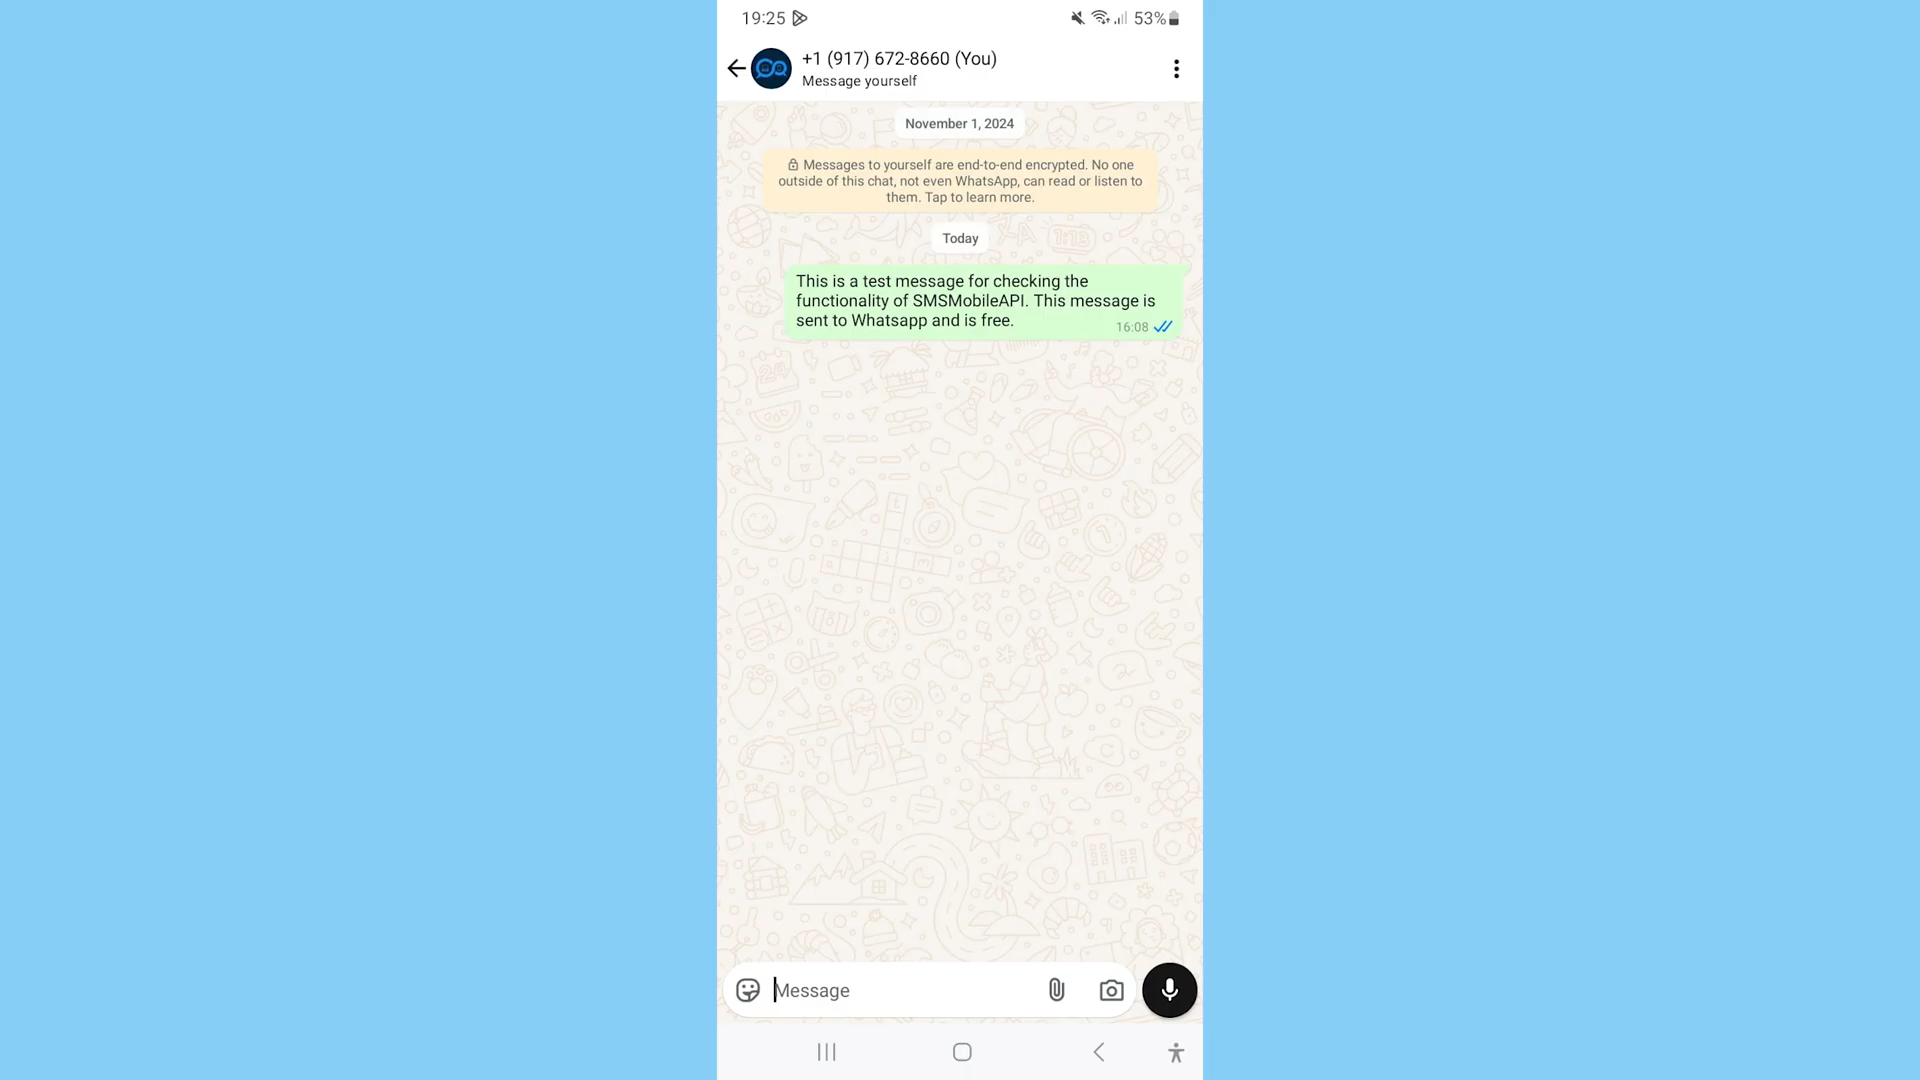 19:25
53%
+1 (917) 672-8660 (You)
Message yourself
November 1, 2024
Messages to yourself are end-to-end encrypted. No one
outside of this chat, not even WhatsApp, can read or listen to
them. Tap to learn more.
Today
This is a test message for checking the
functionality of SMSMobileAPI. This message is
sent to Whatsapp and is free.
16:08
Message